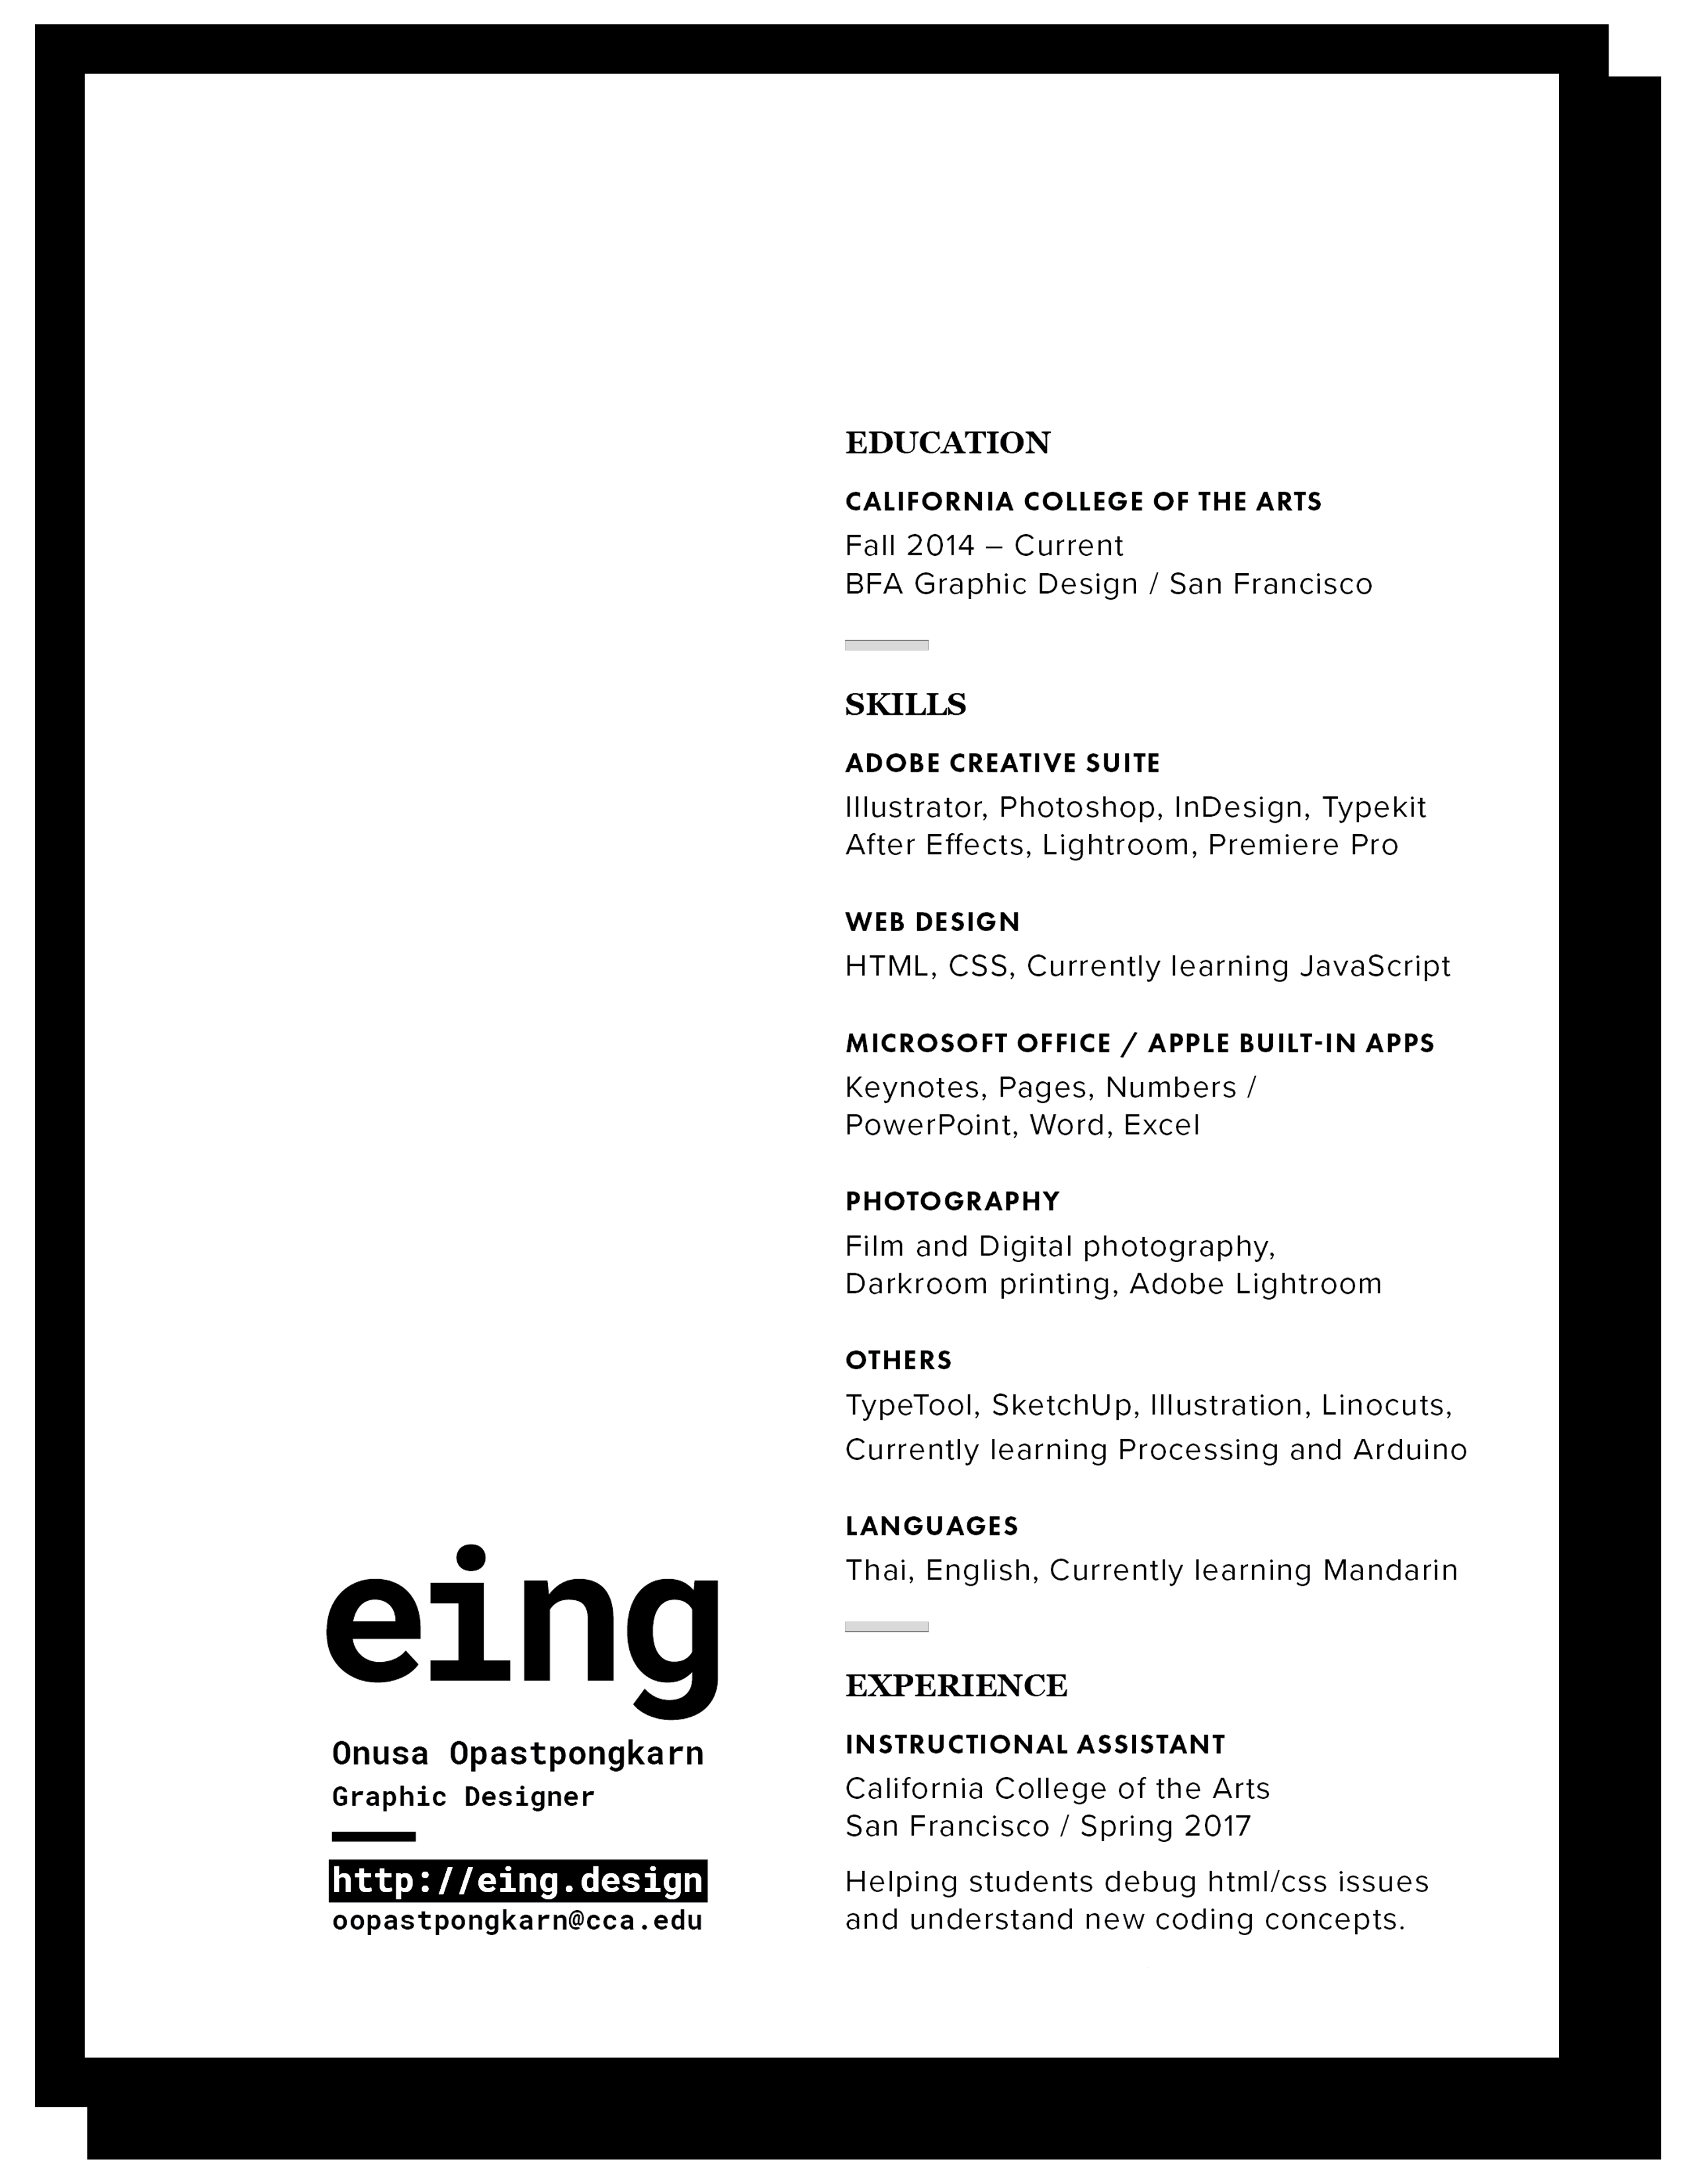 EDUCATION
CALIFORNIA COLLEGE OF THE ARTS
Fall 2014 – Current
BFA Graphic Design / San Francisco
SKILLS
ADOBE CREATIVE SUITE
Illustrator, Photoshop, InDesign, Typekit
After Effects, Lightroom, Premiere Pro
WEB DESIGN
HTML, CSS, Currently learning JavaScript
MICROSOFT OFFICE / APPLE BUILT-IN APPS
Keynotes, Pages, Numbers /
PowerPoint, Word, Excel
PHOTOGRAPHY
Film and Digital photography,
Darkroom printing, Adobe Lightroom
OTHERS
TypeTool, SketchUp, Illustration, Linocuts,
Currently learning Processing and Arduino
LANGUAGES
Thai, English, Currently learning Mandarin
EXPERIENCE
INSTRUCTIONAL ASSISTANT
California College of the Arts
San Francisco / Spring 2017
Helping students debug html/css issues
and understand new coding concepts.
eing
Onusa Opastpongkarn
Graphic Designer
http://eing.design
oopastpongkarn@cca.edu